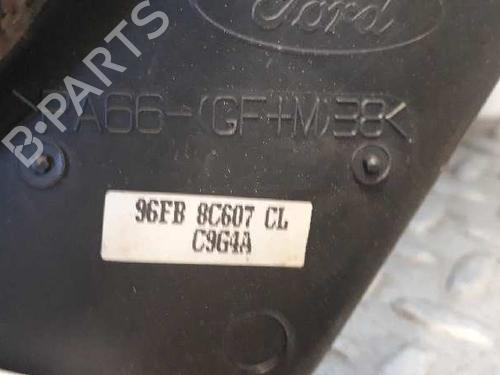 Ford
>PA66-(GF+M)38<
96FB 8C607 CL
C9G4A
B-PARTS